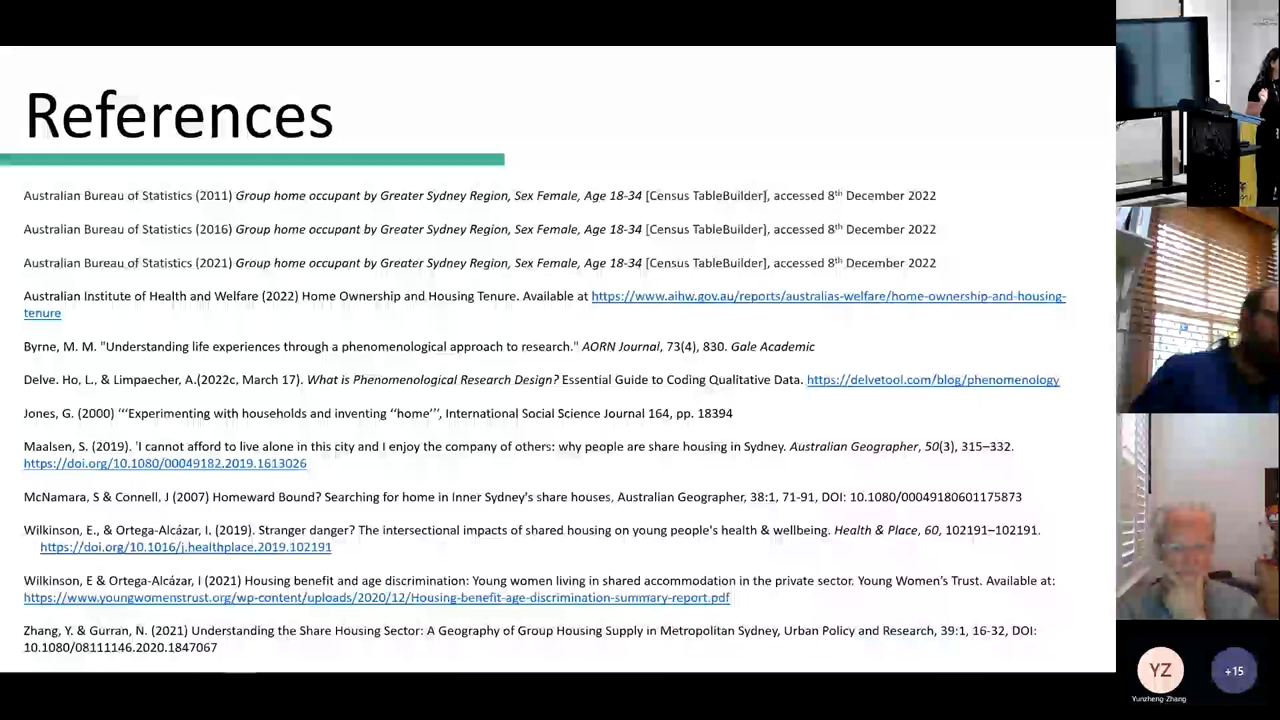 References
Australian Bureau of Statistics (2011) Group home occupant by Greater Sydney Region, Sex Female, Age 18-34 [Census TableBuilder], accessed 8th December 2022
Australian Bureau of Statistics (2016) Group home occupant by Greater Sydney Region, Sex Female, Age 18-34 [Census TableBuilder], accessed 8th December 2022
Australian Bureau of Statistics (2021) Group home occupant by Greater Sydney Region, Sex Female, Age 18-34 [Census TableBuilder], accessed 8th December 2022
Australian Institute of Health and Welfare (2022) Home Ownership and Housing Tenure. Available at https://www.aihw.gov.au/reports/australias-welfare/home-ownership-and-housing-
tenure
Byrne, M. M. "Understanding life experiences through a phenomenological approach to research." AORN Journal, 73(4), 830. Gale Academic
Delve. Ho, L., & Limpaecher, A.(2022c, March 17). What is Phenomenological Research Design? Essential Guide to Coding Qualitative Data. https://delvetool.com/blog/phenomenology
Jones, G. (2000) ‘“Experimenting with households and inventing “home”’, International Social Science Journal 164, pp. 18394
Maalsen, S. (2019). 'I cannot afford to live alone in this city and I enjoy the company of others: why people are share housing in Sydney. Australian Geographer, 50(3), 315–332.
https://doi.org/10.1080/00049182.2019.1613026
McNamara, S & Connell, J (2007) Homeward Bound? Searching for home in Inner Sydney's share houses, Australian Geographer, 38:1, 71-91, DOI: 10.1080/00049180601175873
Wilkinson, E., & Ortega-Alcázar, I. (2019). Stranger danger? The intersectional impacts of shared housing on young people's health & wellbeing. Health & Place, 60, 102191–102191.
https://doi.org/10.1016/j.healthplace.2019.102191
Wilkinson, E & Ortega-Alcázar, I (2021) Housing benefit and age discrimination: Young women living in shared accommodation in the private sector. Young Women’s Trust. Available at:
https://www.youngwomenstrust.org/wp-content/uploads/2020/12/Housing-benefit-age-discrimination-summary-report.pdf
Zhang, Y. & Gurran, N. (2021) Understanding the Share Housing Sector: A Geography of Group Housing Supply in Metropolitan Sydney, Urban Policy and Research, 39:1, 16-32, DOI:
10.1080/08111146.2020.1847067
YZ
+15
Yunzheng Zhang